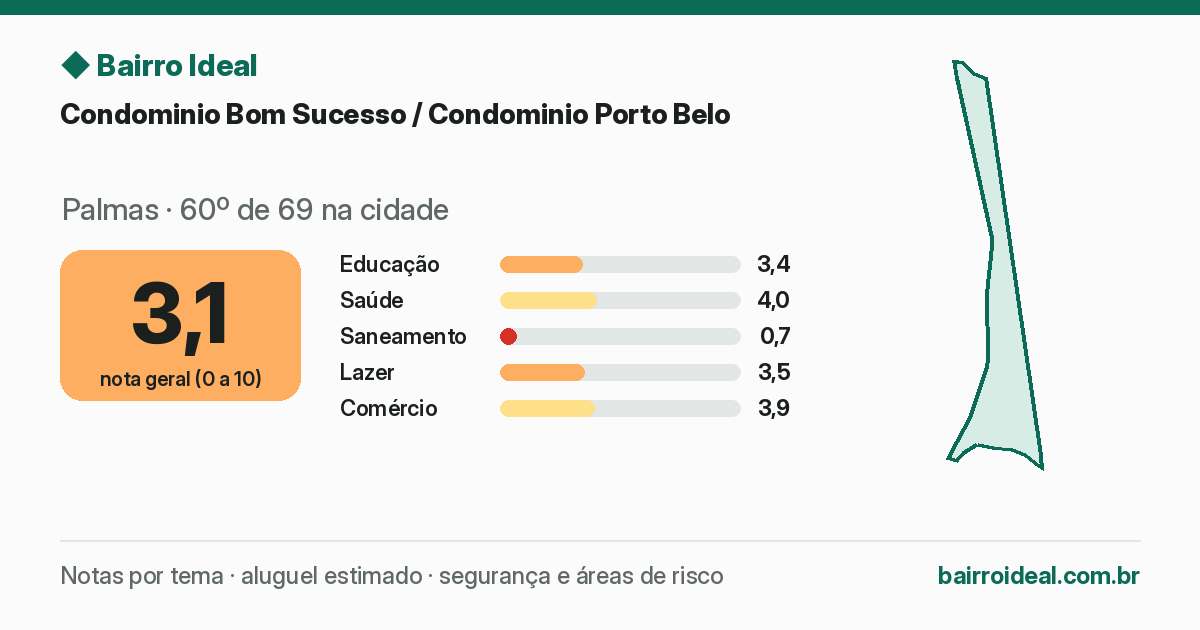 Bairro Ideal
Condominio Bom Sucesso / Condominio Porto Belo
Palmas · 60º de 69 na cidade
3,1
nota geral (0 a 10)
Educação 3,4
Saúde 4,0
Saneamento 0,7
Lazer 3,5
Comércio 3,9
Notas por tema · aluguel estimado · segurança e áreas de risco
bairroideal.com.br